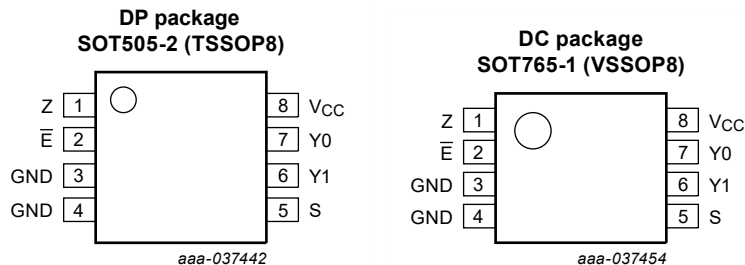 DP package
SOT505-2 (TSSOP8)
Z 1 8 VCC
E̅ 2 7 Y0
GND 3 6 Y1
GND 4 5 S
aaa-037442
DC package
SOT765-1 (VSSOP8)
Z 1 8 VCC
E̅ 2 7 Y0
GND 3 6 Y1
GND 4 5 S
aaa-037454